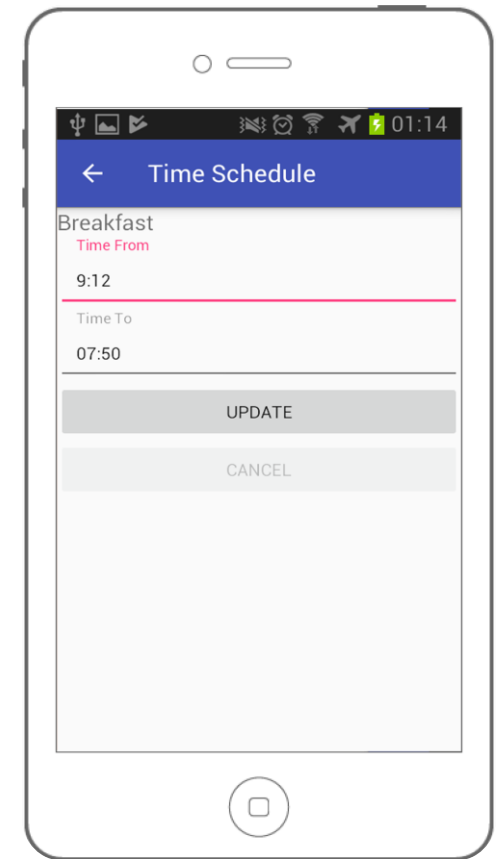 01:14
Time Schedule
Breakfast
Time From
9:12
Time To
07:50
UPDATE
CANCEL